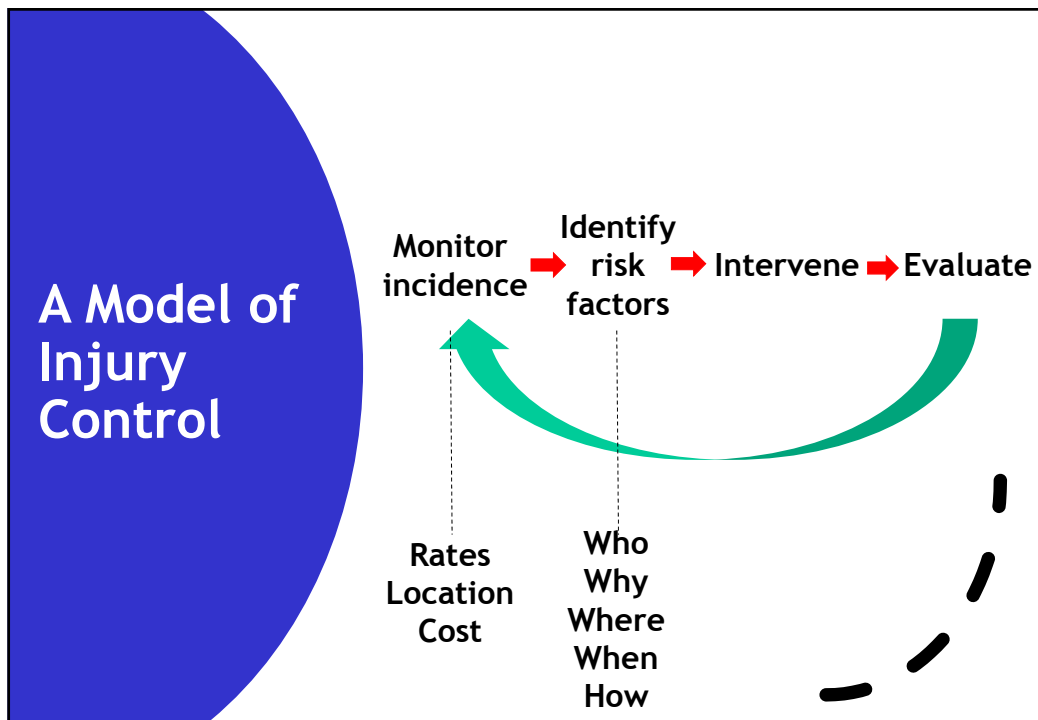 A Model of
Injury
Control
Monitor
incidence
Identify
risk
factors
Intervene
Evaluate
Rates
Location
Cost
Who
Why
Where
When
How